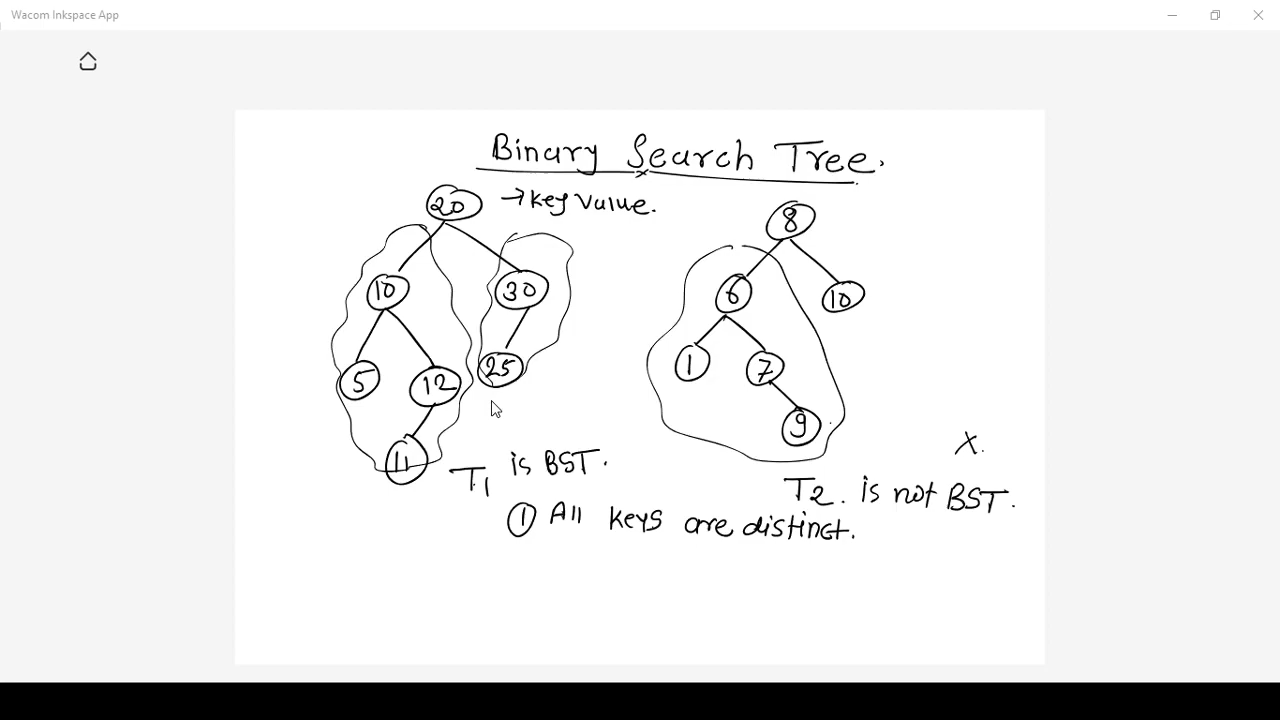 Wacom Inkspace App
Binary Search Tree.
20 → Key Value.
8
10 30
6 10
5 12 25
1 7
11
9
T1 is BST.
X
T2. is not BST.
① All keys are distinct.